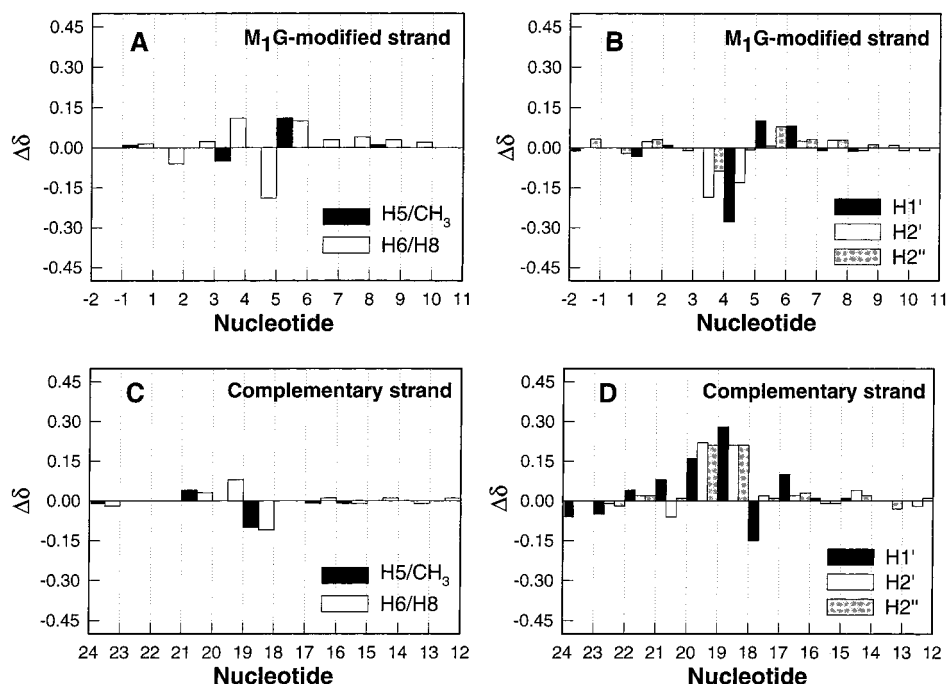 A
M1G-modified strand
0.45
0.30
0.15
0.00
-0.15
-0.30
-0.45
Δδ
H5/CH3
H6/H8
-2 -1 1 2 3 4 5 6 7 8 9 10 11
Nucleotide
B
M1G-modified strand
0.45
0.30
0.15
0.00
-0.15
-0.30
-0.45
Δδ
H1'
H2'
H2"
-2 -1 1 2 3 4 5 6 7 8 9 10 11
Nucleotide
C
Complementary strand
0.45
0.30
0.15
0.00
-0.15
-0.30
-0.45
Δδ
H5/CH3
H6/H8
24 23 22 21 20 19 18 17 16 15 14 13 12
Nucleotide
D
Complementary strand
0.45
0.30
0.15
0.00
-0.15
-0.30
-0.45
Δδ
H1'
H2'
H2"
24 23 22 21 20 19 18 17 16 15 14 13 12
Nucleotide